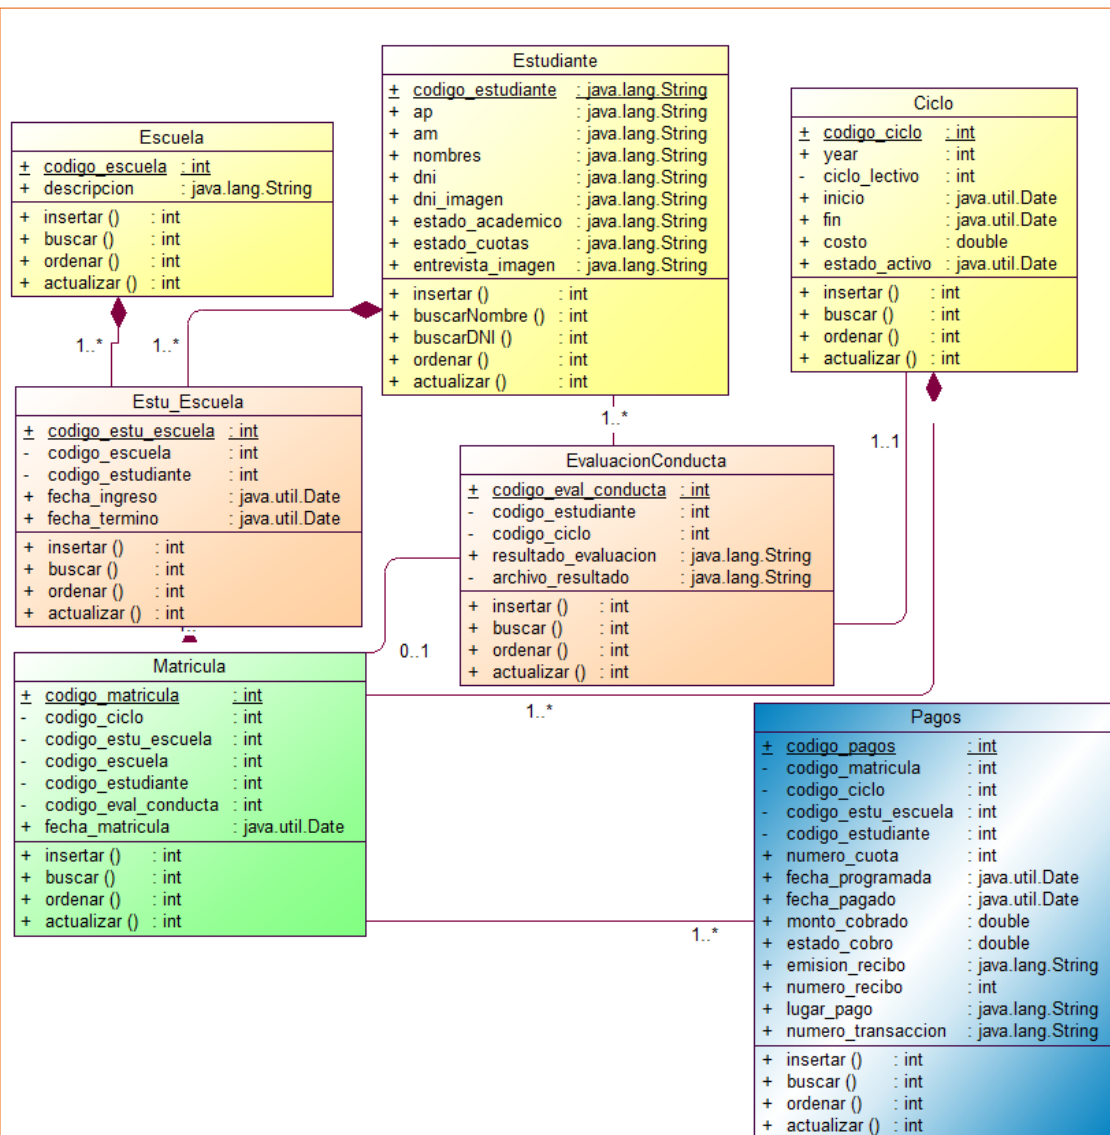 Estudiante
+ codigo_estudiante : java.lang.String
+ ap : java.lang.String
+ am : java.lang.String
+ nombres : java.lang.String
+ dni : java.lang.String
+ dni_imagen : java.lang.String
+ estado_academico : java.lang.String
+ estado_cuotas : java.lang.String
+ entrevista_imagen : java.lang.String
+ insertar () : int
+ buscarNombre () : int
+ buscarDNI () : int
+ ordenar () : int
+ actualizar () : int
Ciclo
+ codigo_ciclo : int
+ year : int
- ciclo_lectivo : int
+ inicio : java.util.Date
+ fin : java.util.Date
+ costo : double
+ estado_activo : java.util.Date
+ insertar () : int
+ buscar () : int
+ ordenar () : int
+ actualizar () : int
Escuela
+ codigo_escuela : int
+ descripcion : java.lang.String
+ insertar () : int
+ buscar () : int
+ ordenar () : int
+ actualizar () : int
1..*
1..*
1..*
1..1
Estu_Escuela
+ codigo_estu_escuela : int
- codigo_escuela : int
- codigo_estudiante : int
+ fecha_ingreso : java.util.Date
+ fecha_termino : java.util.Date
+ insertar () : int
+ buscar () : int
+ ordenar () : int
+ actualizar () : int
EvaluacionConducta
+ codigo_eval_conducta : int
- codigo_estudiante : int
- codigo_ciclo : int
+ resultado_evaluacion : java.lang.String
- archivo_resultado : java.lang.String
+ insertar () : int
+ buscar () : int
+ ordenar () : int
+ actualizar () : int
0..1
1..*
Matricula
+ codigo_matricula : int
- codigo_ciclo : int
- codigo_estu_escuela : int
- codigo_escuela : int
- codigo_estudiante : int
- codigo_eval_conducta : int
+ fecha_matricula : java.util.Date
+ insertar () : int
+ buscar () : int
+ ordenar () : int
+ actualizar () : int
1..*
Pagos
+ codigo_pagos : int
- codigo_matricula : int
- codigo_ciclo : int
- codigo_estu_escuela : int
- codigo_estudiante : int
+ numero_cuota : int
+ fecha_programada : java.util.Date
+ fecha_pagado : java.util.Date
+ monto_cobrado : double
+ estado_cobro : double
+ emision_recibo : java.lang.String
+ numero_recibo : int
+ lugar_pago : java.lang.String
+ numero_transaccion : java.lang.String
+ insertar () : int
+ buscar () : int
+ ordenar () : int
+ actualizar () : int